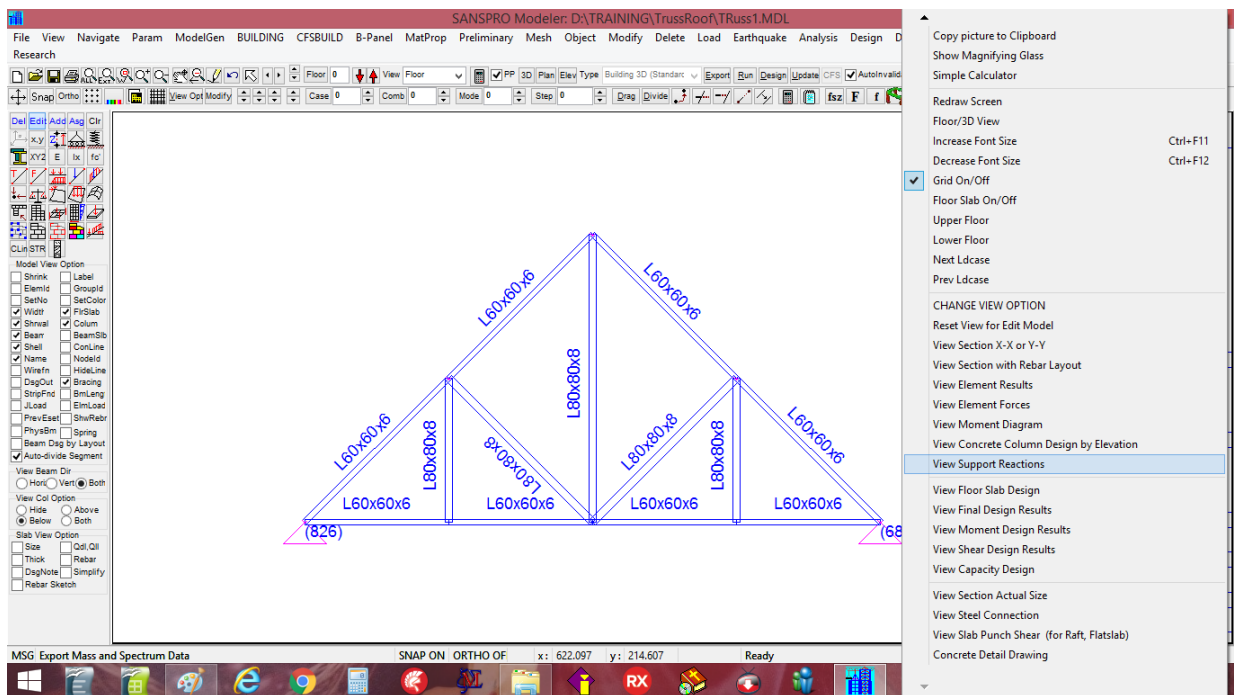 SANSPRO Modeler: D:\TRAINING\TrussRoof\TRuss1.MDL
File View Navigate Param ModelGen BUILDING CFSBUILD B-Panel MatProp Preliminary Mesh Object Modify Delete Load Earthquake Analysis Design D
Research
Floor 0 View Floor PP 3D Plan Elev Type Building 3D (Standarc Export Run Design Update CFS AutoInvalid
Snap Ortho View Opt Modify Case 0 Comb 0 Mode 0 Step 0 Drag Divide fsz F f
Del Edit Add Asg Clr
x.y
XY2 E Ix fc'
CLin STR
Model View Option
Shrink Label
ElemId GroupId
SetNo SetColor
Width FlrSlab
Shrwal Colum
Bearr BeamSlb
Shell ConLine
Name NodeId
Wirefn HideLine
DsgOut Bracing
StripFnd BmLeng
JLoad ElmLoad
PrevEset ShwRebr
PhysBm Spring
Beam Dsg by Layout
Auto-divide Segment
View Beam Dir
Hori Vert Both
View Col Option
Hide Above
Below Both
Slab View Option
Size Qdl,Qll
Thick Rebar
DsgNote Simplify
Rebar Sketch
L60x60x6
L60x60x6
L80x80x8
L60x60x6
L80x80x8
L80x80x8
L80x80x8
L80x80x8
L60x60x6
L60x60x6
L60x60x6
L60x60x6
L60x60x6
(826)
(68
Copy picture to Clipboard
Show Magnifying Glass
Simple Calculator
Redraw Screen
Floor/3D View
Increase Font Size Ctrl+F11
Decrease Font Size Ctrl+F12
Grid On/Off
Floor Slab On/Off
Upper Floor
Lower Floor
Next Ldcase
Prev Ldcase
CHANGE VIEW OPTION
Reset View for Edit Model
View Section X-X or Y-Y
View Section with Rebar Layout
View Element Results
View Element Forces
View Moment Diagram
View Concrete Column Design by Elevation
View Support Reactions
View Floor Slab Design
View Final Design Results
View Moment Design Results
View Shear Design Results
View Capacity Design
View Section Actual Size
View Steel Connection
View Slab Punch Shear (for Raft, Flatslab)
Concrete Detail Drawing
MSG Export Mass and Spectrum Data SNAP ON ORTHO OF x: 622.097 y: 214.607 Ready
RX